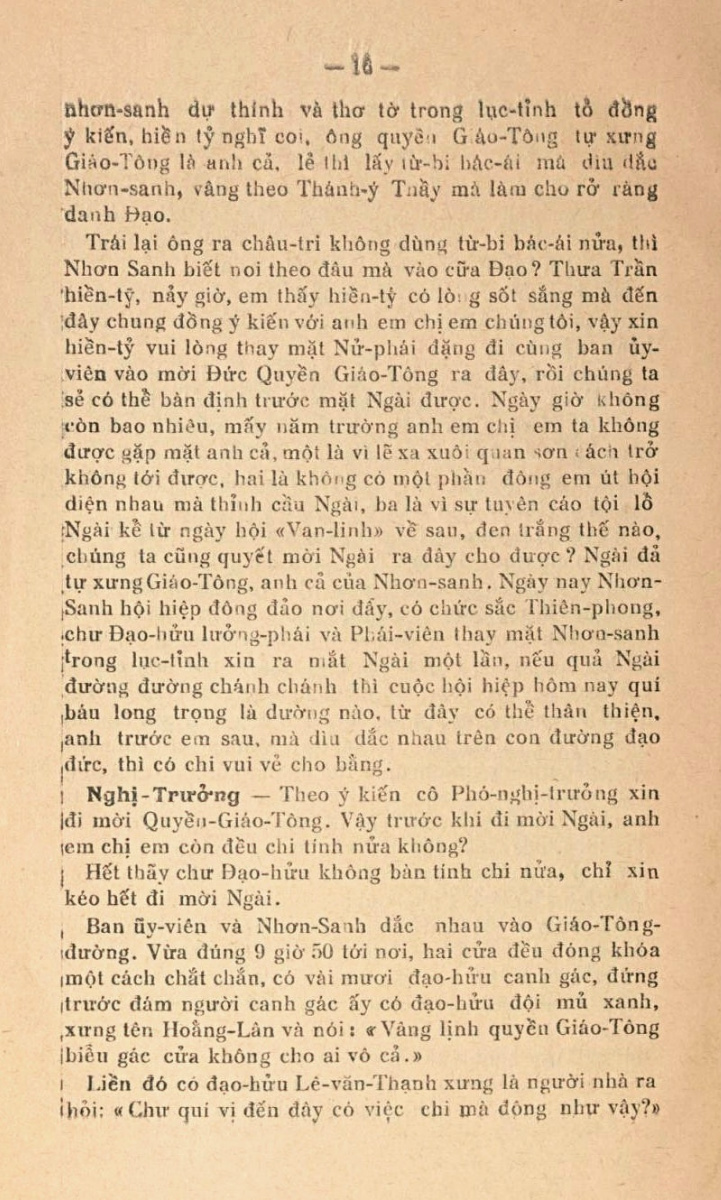 — 16 —
nhơn-sanh dự thính và thơ tờ trong lục-tỉnh tỏ đồng
ý kiến, hiền tỷ nghĩ coi, ông quyền Giáo-Tông tự xưng
Giáo-Tông là anh cả, lẻ thì lấy từ-bi bác-ái mà dìu dắc
Nhơn-sanh, vâng theo Thánh-ý Thầy mà làm cho rở ràng
danh Đạo.
Trái lại ông ra châu-tri không dùng từ-bi bác-ái nửa, thì
Nhơn Sanh biết noi theo đâu mà vào cữa Đạo? Thưa Trần
hiền-tỷ, nảy giờ, em thấy hiền-tỷ có lòng sốt sắng mà đến
đây chung đồng ý kiến với anh em chị em chúng tôi, vậy xin
hiền-tỷ vui lòng thay mặt Nử-phái đặng đi cùng ban ủy-
viên vào mời Đức Quyền Giáo-Tông ra đây, rồi chúng ta
sẻ có thể bàn định trước mặt Ngài được. Ngày giờ không
còn bao nhiêu, mấy năm trường anh em chị em ta không
được gặp mặt anh cả, một là vì lẽ xa xuôi quan sơn cách trở
không tới được, hai là không có một phần đông em út hội
diện nhau mà thỉnh cầu Ngài, ba là vì sự tuyên cáo tội lỗ
Ngài kể từ ngày hội «Vạn-linh» về sau, đen trắng thế nào,
chúng ta cũng quyết mời Ngài ra đây cho được? Ngài đả
tự xưng Giáo-Tông, anh cả của Nhơn-sanh. Ngày nay Nhơn-
Sanh hội hiệp đông đảo nơi đấy, có chức sắc Thiên-phong,
chư Đạo-hửu lưởng-phái và Phái-viên thay mặt Nhơn-sanh
trong lục-tỉnh xin ra mắt Ngài một lần, nếu quả Ngài
đường đường chánh chánh thì cuộc hội hiệp hôm nay quí
báu long trọng là dường nào, từ đây có thể thân thiện,
anh trước em sau, mà dìu dắc nhau trên con đường đạo
đức, thì có chi vui vẻ cho bằng.
Nghị-Trưởng — Theo ý kiến cô Phó-nghị-trưởng xin
đi mời Quyền-Giáo-Tông. Vậy trước khi đi mời Ngài, anh
em chị em còn đều chi tính nửa không?
Hết thẫy chư Đạo-hửu không bàn tính chi nửa, chỉ xin
kéo hết đi mời Ngài.
Ban ũy-viên và Nhơn-Sanh dắc nhau vào Giáo-Tông-
đường. Vừa đúng 9 giờ 50 tới nơi, hai cửa đều đóng khóa
một cách chắt chắn, có vài mươi đạo-hửu canh gác, đứng
trước đám người canh gác ấy có đạo-hửu đội mủ xanh,
xưng tên Hoằng-Lân và nói: «Vâng lịnh quyền Giáo-Tông
biểu gác cửa không cho ai vô cả.»
Liền đó có đạo-hửu Lê-văn-Thạnh xưng là người nhà ra
hỏi: «Chư quí vị đến đây có việc chi mà động như vậy?»